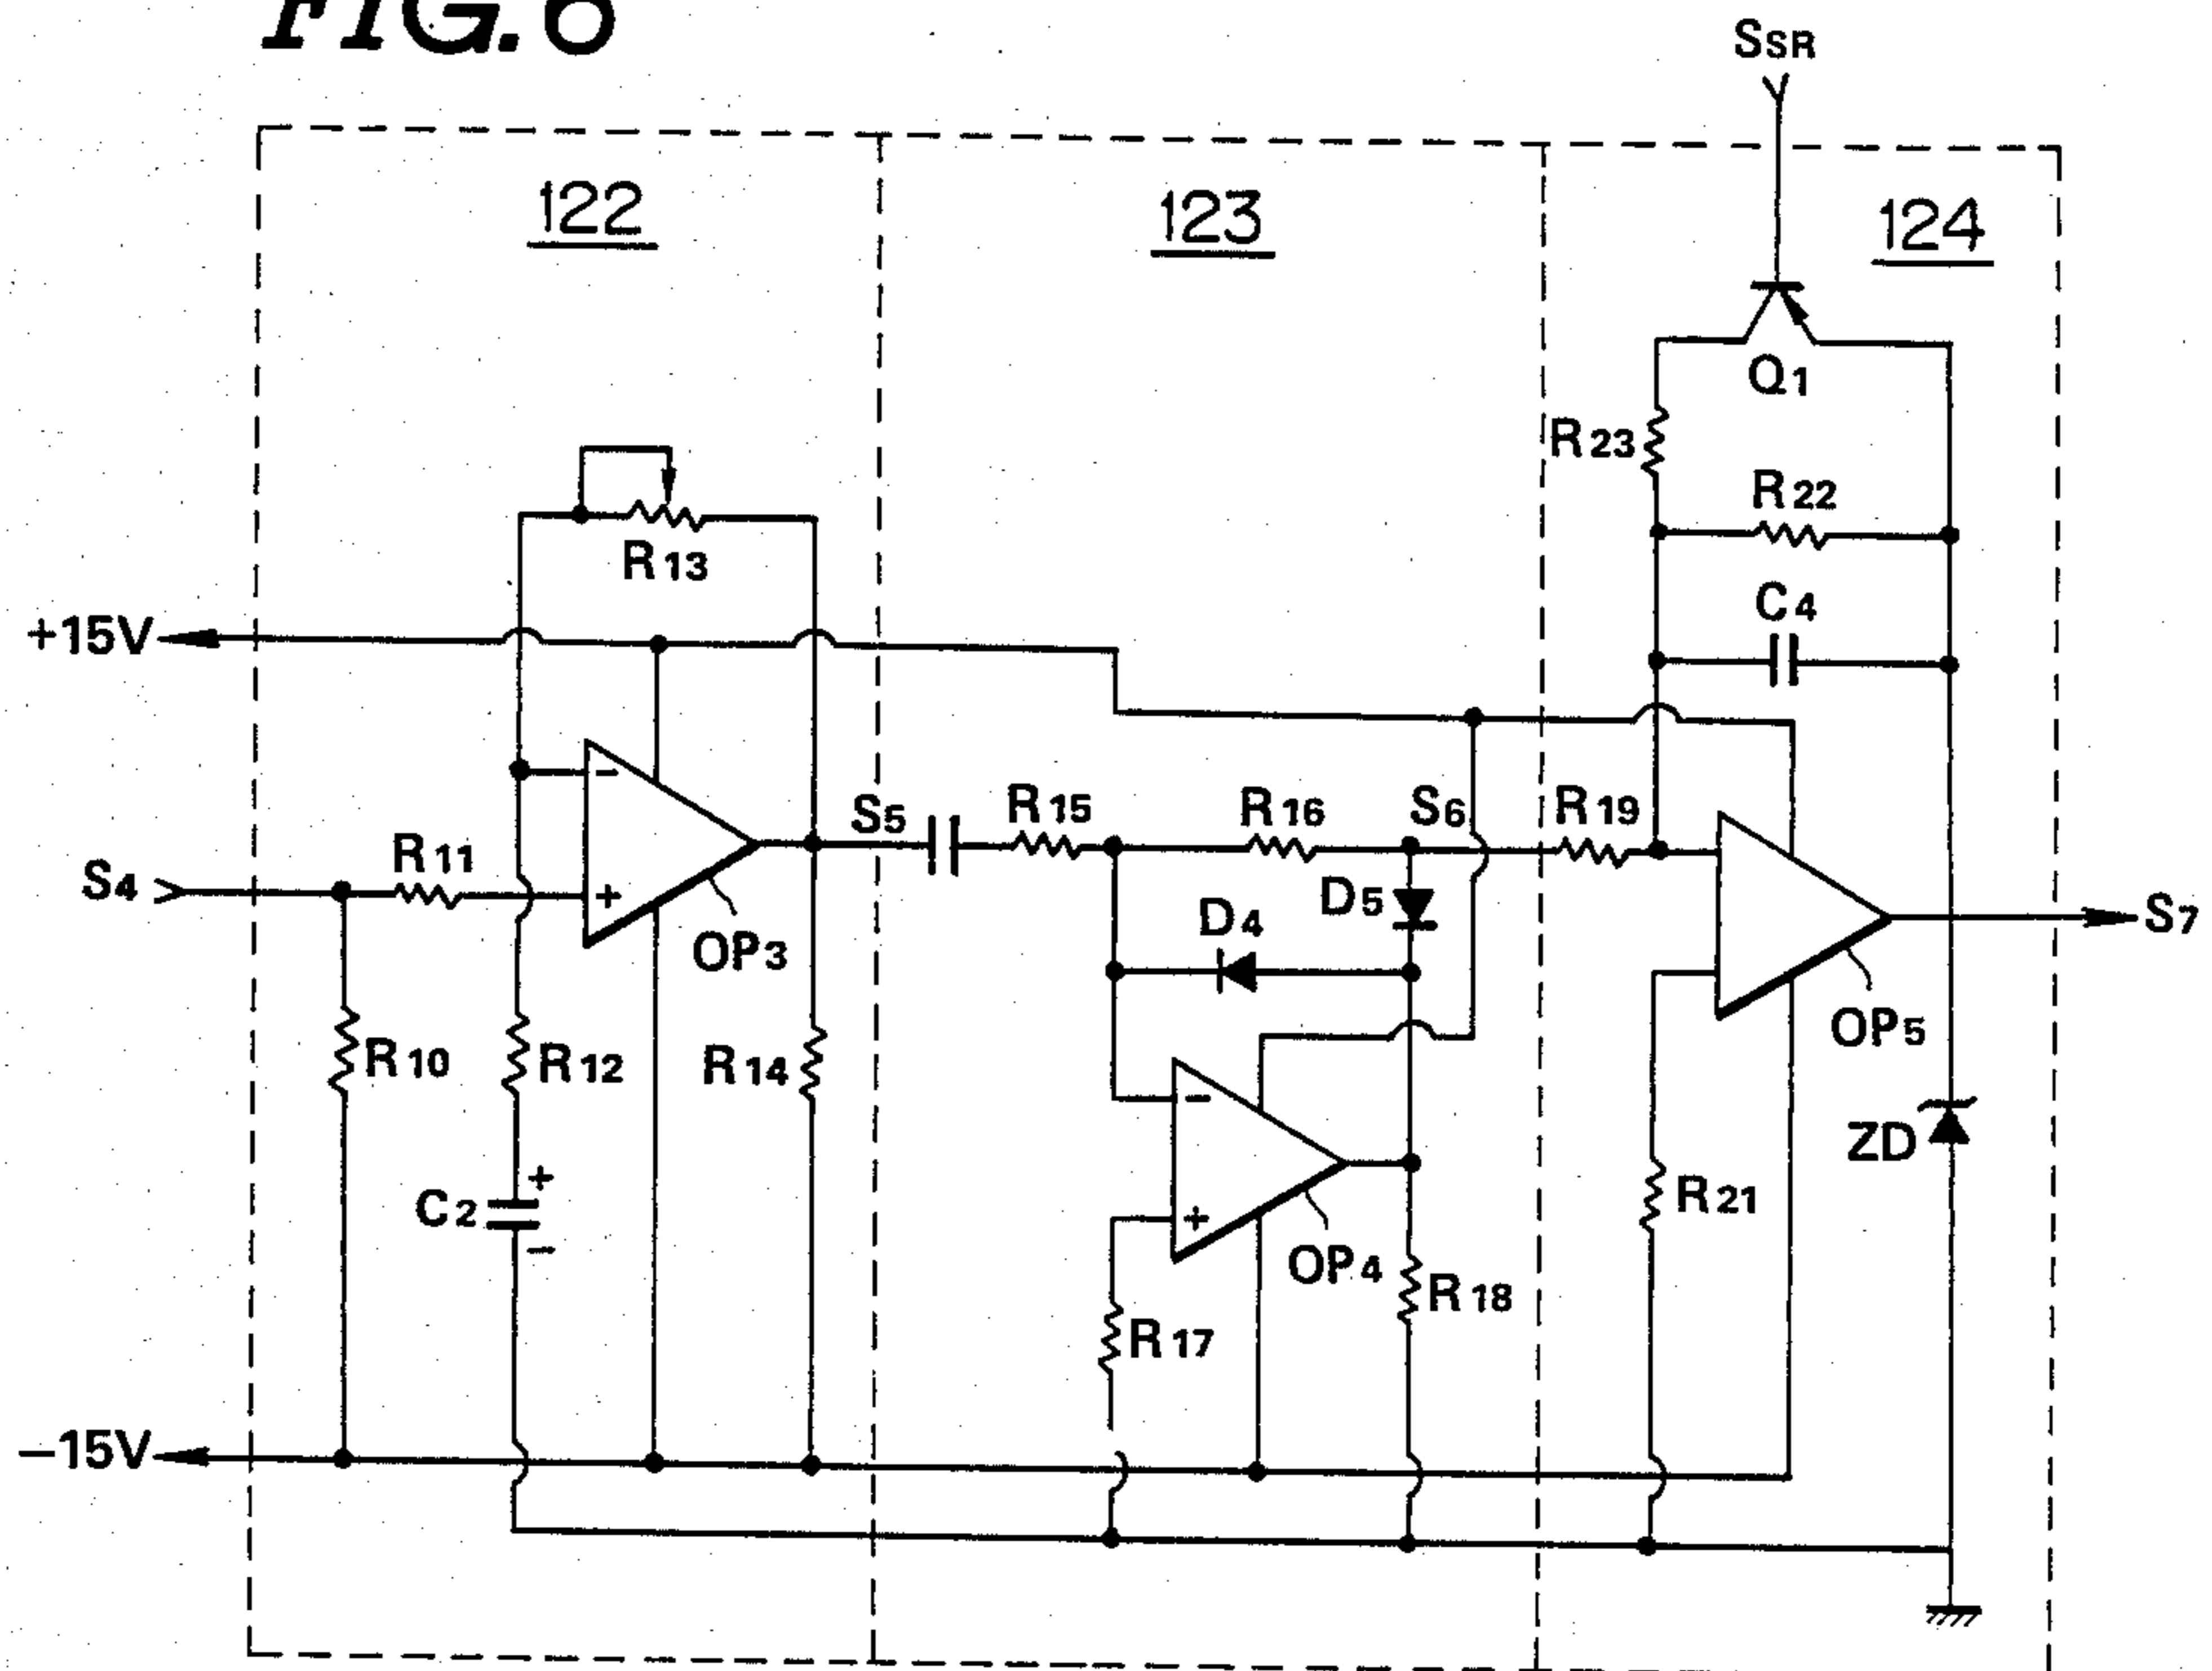 FIG. 6
SSR
122
123
124
Q1
R23
R22
R13
C4
+15V
S5
R15
R16
S6
R19
R11
S4
D5
D4
S7
-
+
OP3
OP5
R10
R12
R14
-
ZD
+
C2
-
+
R21
OP4
R18
R17
-15V